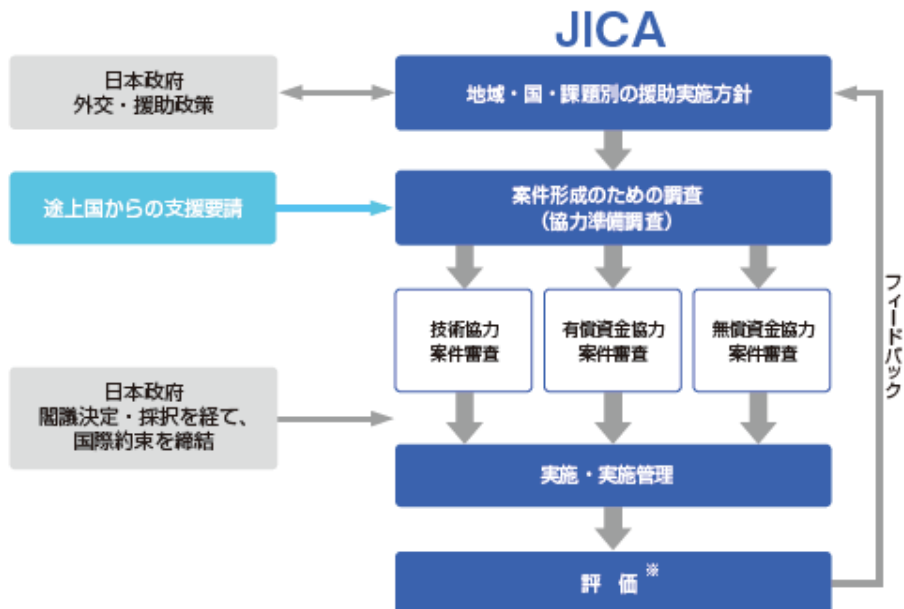 JICA
日本政府
外交・援助政策
地域・国・課題別の援助実施方針
途上国からの支援要請
案件形成のための調査
（協力準備調査）
技術協力
案件審査
有償資金協力
案件審査
無償資金協力
案件審査
フィードバック
日本政府
閣議決定・採択を経て、
国際約束を締結
実施・実施管理
評 価※